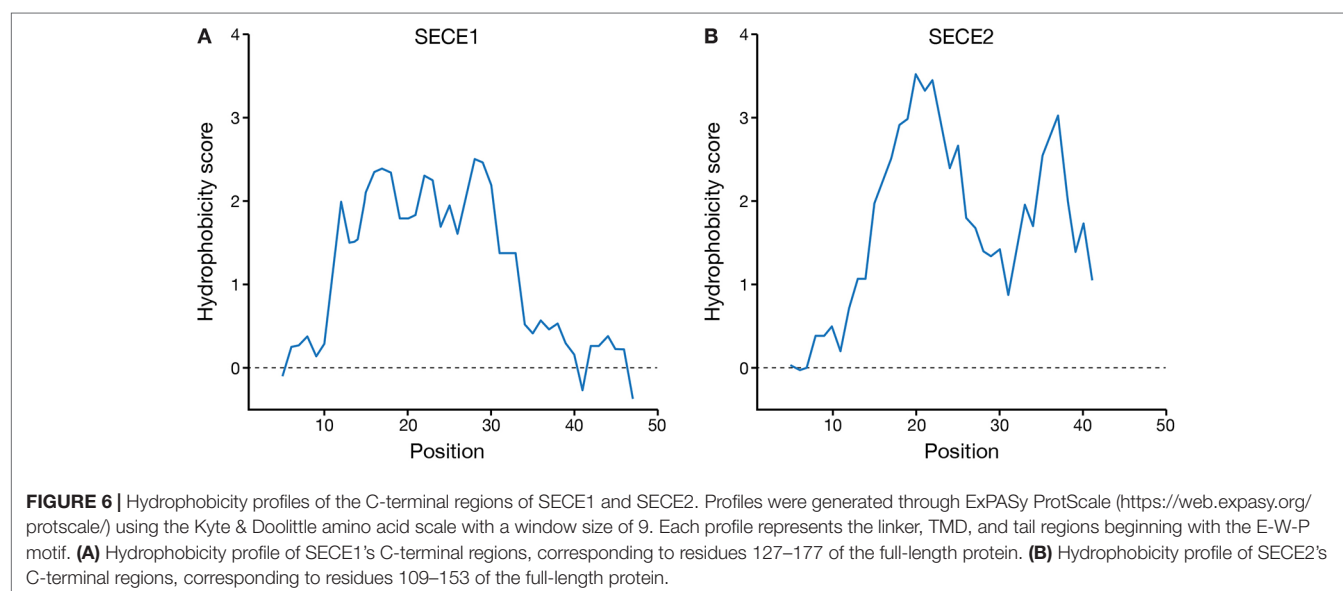 A
SECE1
4
3
2
1
0
Hydrophobicity score
10
20
30
40
50
Position
B
SECE2
4
3
2
1
0
Hydrophobicity score
10
20
30
40
50
Position
FIGURE 6 | Hydrophobicity profiles of the C-terminal regions of SECE1 and SECE2. Profiles were generated through ExPASy ProtScale (https://web.expasy.org/
protscale/) using the Kyte & Doolittle amino acid scale with a window size of 9. Each profile represents the linker, TMD, and tail regions beginning with the E-W-P
motif. (A) Hydrophobicity profile of SECE1's C-terminal regions, corresponding to residues 127–177 of the full-length protein. (B) Hydrophobicity profile of SECE2's
C-terminal regions, corresponding to residues 109–153 of the full-length protein.